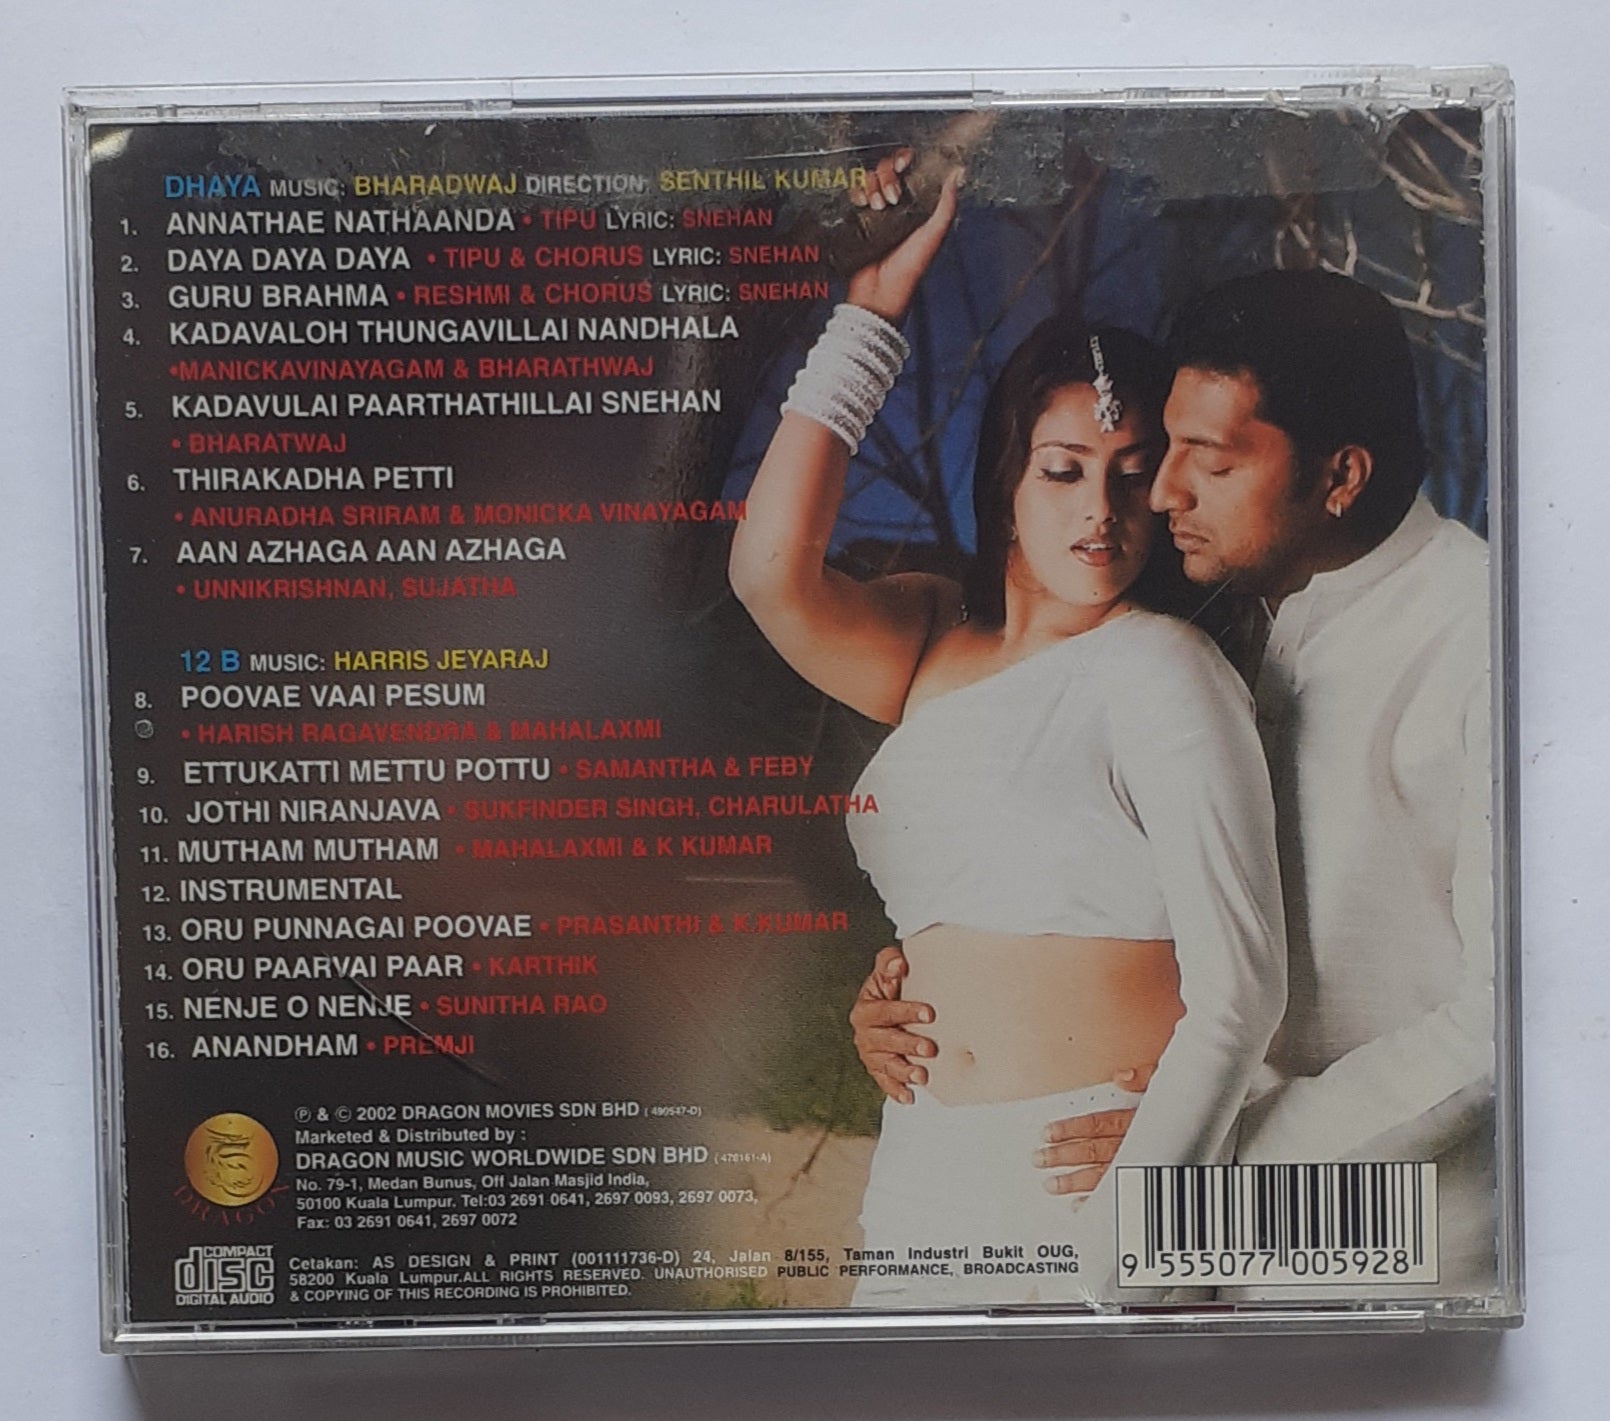 DHAYA MUSIC: BHARADWAJ DIRECTION: SENTHIL KUMAR
1. ANNATHAE NATHAANDA • TIPU LYRIC: SNEHAN
2. DAYA DAYA DAYA • TIPU & CHORUS LYRIC: SNEHAN
3. GURU BRAHMA • RESHMI & CHORUS LYRIC: SNEHAN
4. KADAVALOH THUNGAVILLAI NANDHALA
•MANICKAVINAYAGAM & BHARATHWAJ
5. KADAVULAI PAARTHATHILLAI SNEHAN
• BHARATWAJ
6. THIRAKADHA PETTI
• ANURADHA SRIRAM & MONICKA VINAYAGAM
7. AAN AZHAGA AAN AZHAGA
• UNNIKRISHNAN, SUJATHA
12 B MUSIC: HARRIS JEYARAJ
8. POOVAE VAAI PESUM
• HARISH RAGAVENDRA & MAHALAXMI
9. ETTUKATTI METTU POTTU • SAMANTHA & FEBY
10. JOTHI NIRANJAVA • SUKFINDER SINGH, CHARULATHA
11. MUTHAM MUTHAM • MAHALAXMI & K KUMAR
12. INSTRUMENTAL
13. ORU PUNNAGAI POOVAE • PRASANTHI & K.KUMAR
14. ORU PAARVAI PAAR • KARTHIK
15. NENJE O NENJE • SUNITHA RAO
16. ANANDHAM • PREMJI
℗ & © 2002 DRAGON MOVIES SDN BHD (490547-D)
Marketed & Distributed by :
DRAGON MUSIC WORLDWIDE SDN BHD (470161-A)
No. 79-1, Medan Bunus, Off Jalan Masjid India,
50100 Kuala Lumpur. Tel:03 2691 0641, 2697 0093, 2697 0073,
Fax: 03 2691 0641, 2697 0072
DRAGON
COMPACT
disc
DIGITAL AUDIO
Cetakan: AS DESIGN & PRINT (001111736-D) 24, Jalan 8/155, Taman Industri Bukit OUG,
58200 Kuala Lumpur.ALL RIGHTS RESERVED. UNAUTHORISED PUBLIC PERFORMANCE, BROADCASTING
& COPYING OF THIS RECORDING IS PROHIBITED.
9 555077 005928